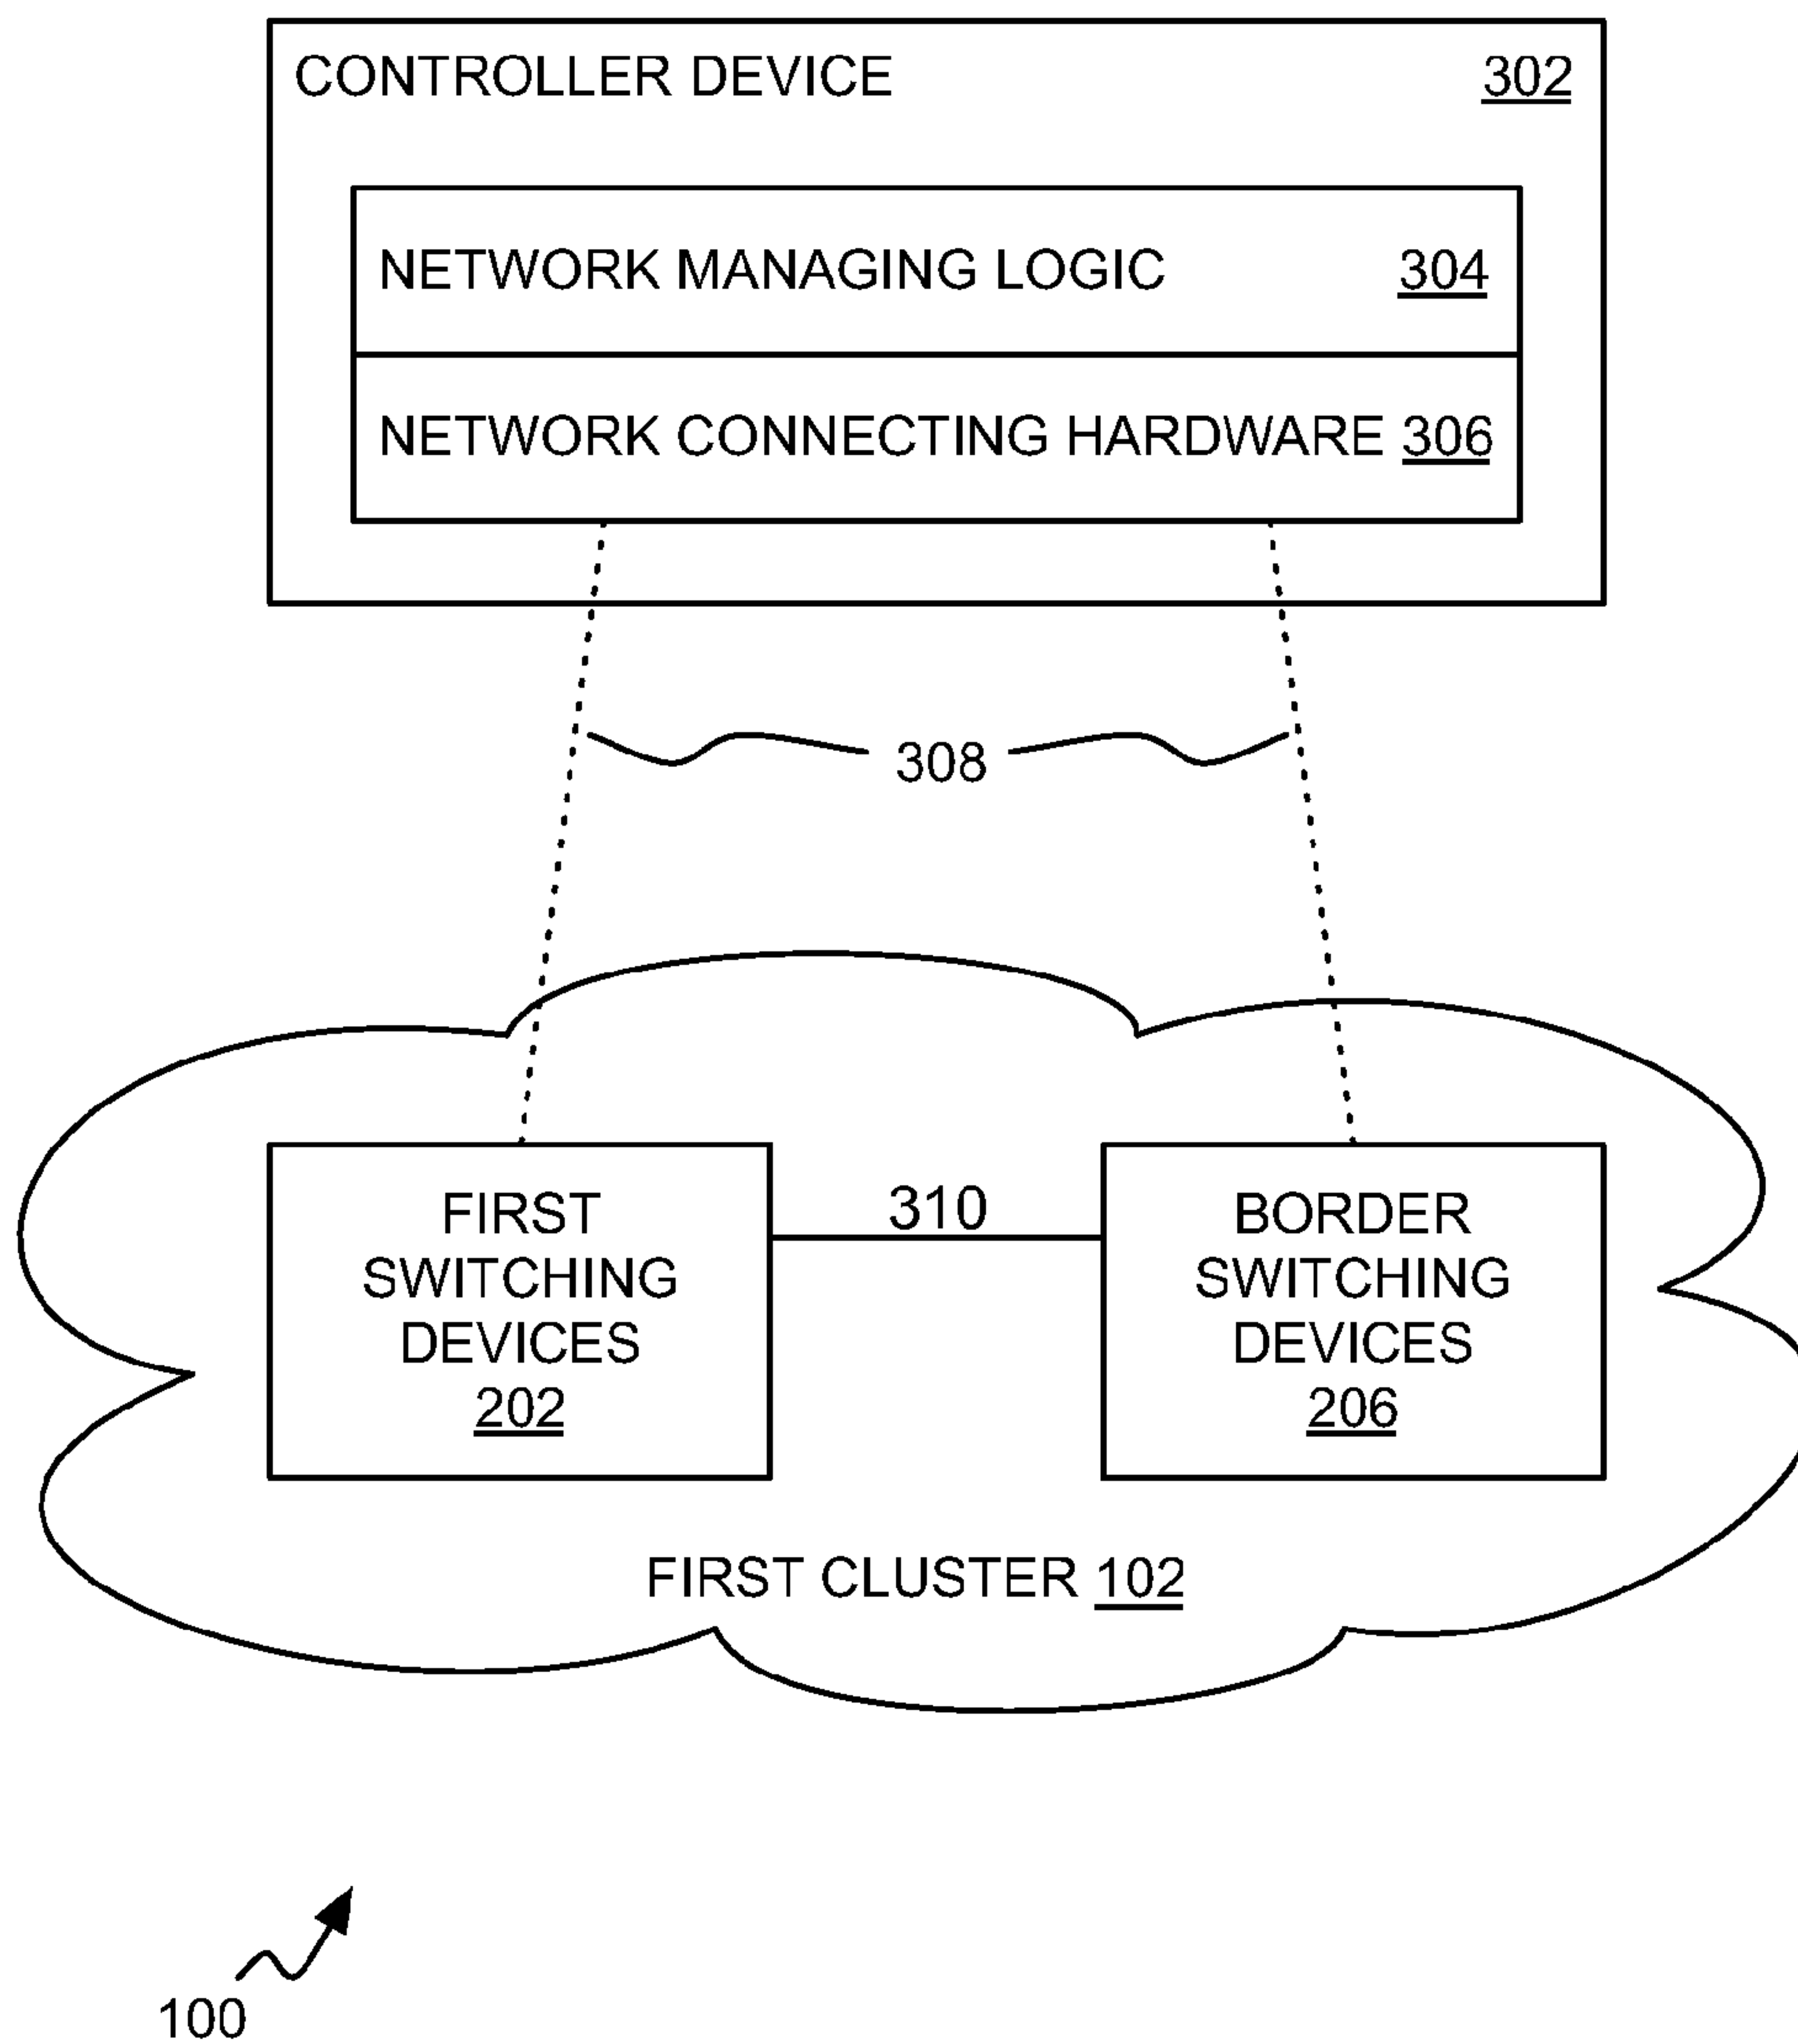 CONTROLLER DEVICE 302
NETWORK MANAGING LOGIC 304
NETWORK CONNECTING HARDWARE 306
308
310
FIRST
SWITCHING
DEVICES
202
BORDER
SWITCHING
DEVICES
206
FIRST CLUSTER 102
100